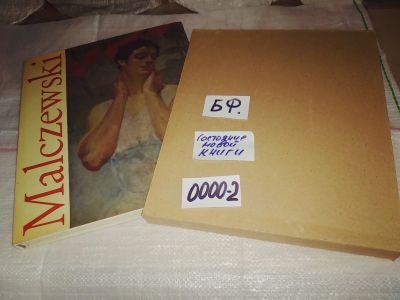 Malczewski
БФ.
Состояние
новой
книги
0000-2